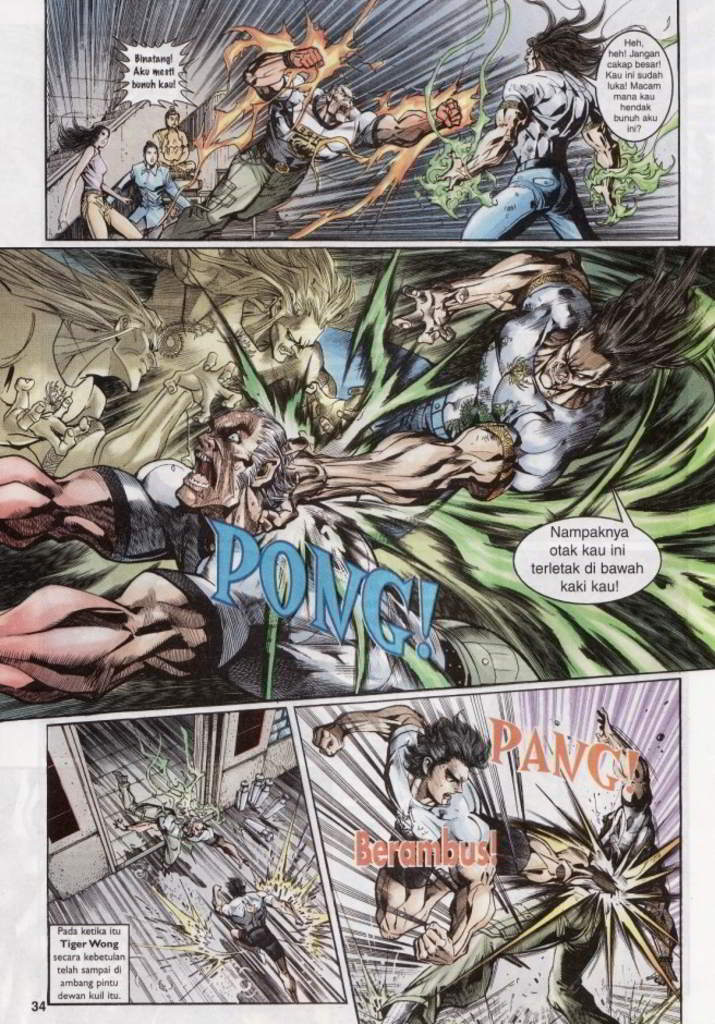 Binatang!
Aku mesti
bunuh kau!
Heh,
heh! Jangan
cakap besar!
Kau ini sudah
luka! Macam
mana kau
hendak
bunuh aku
ini?
Nampaknya
otak kau ini
terletak di bawah
kaki kau!
PONG!
Pada ketika itu
Tiger Wong
secara kebetulan
telah sampai di
ambang pintu
dewan kuil itu.
PANG!
Berambus!
34